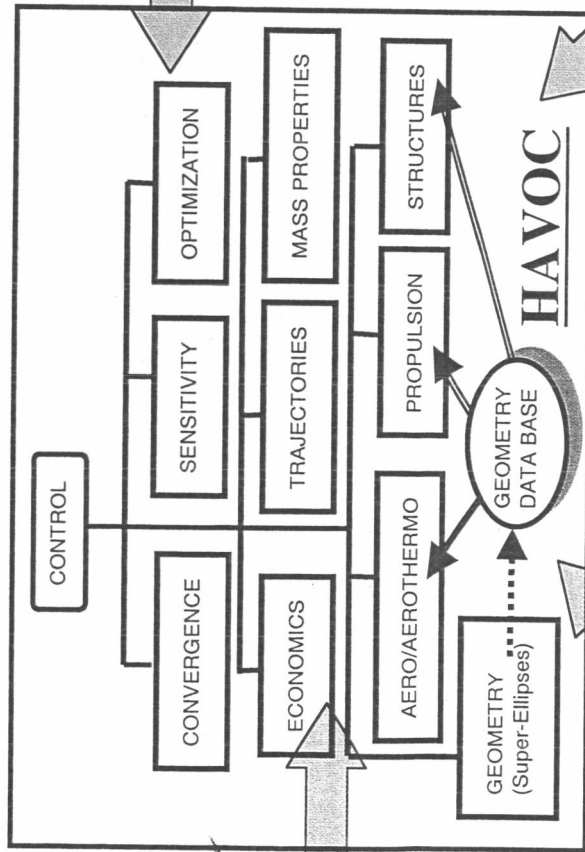 CONTROL
CONVERGENCE
SENSITIVITY
OPTIMIZATION
ECONOMICS
TRAJECTORIES
MASS PROPERTIES
AERO/AEROTHERMO
PROPULSION
STRUCTURES
GEOMETRY
(Super-Ellipses)
GEOMETRY
DATA BASE
HAVOC